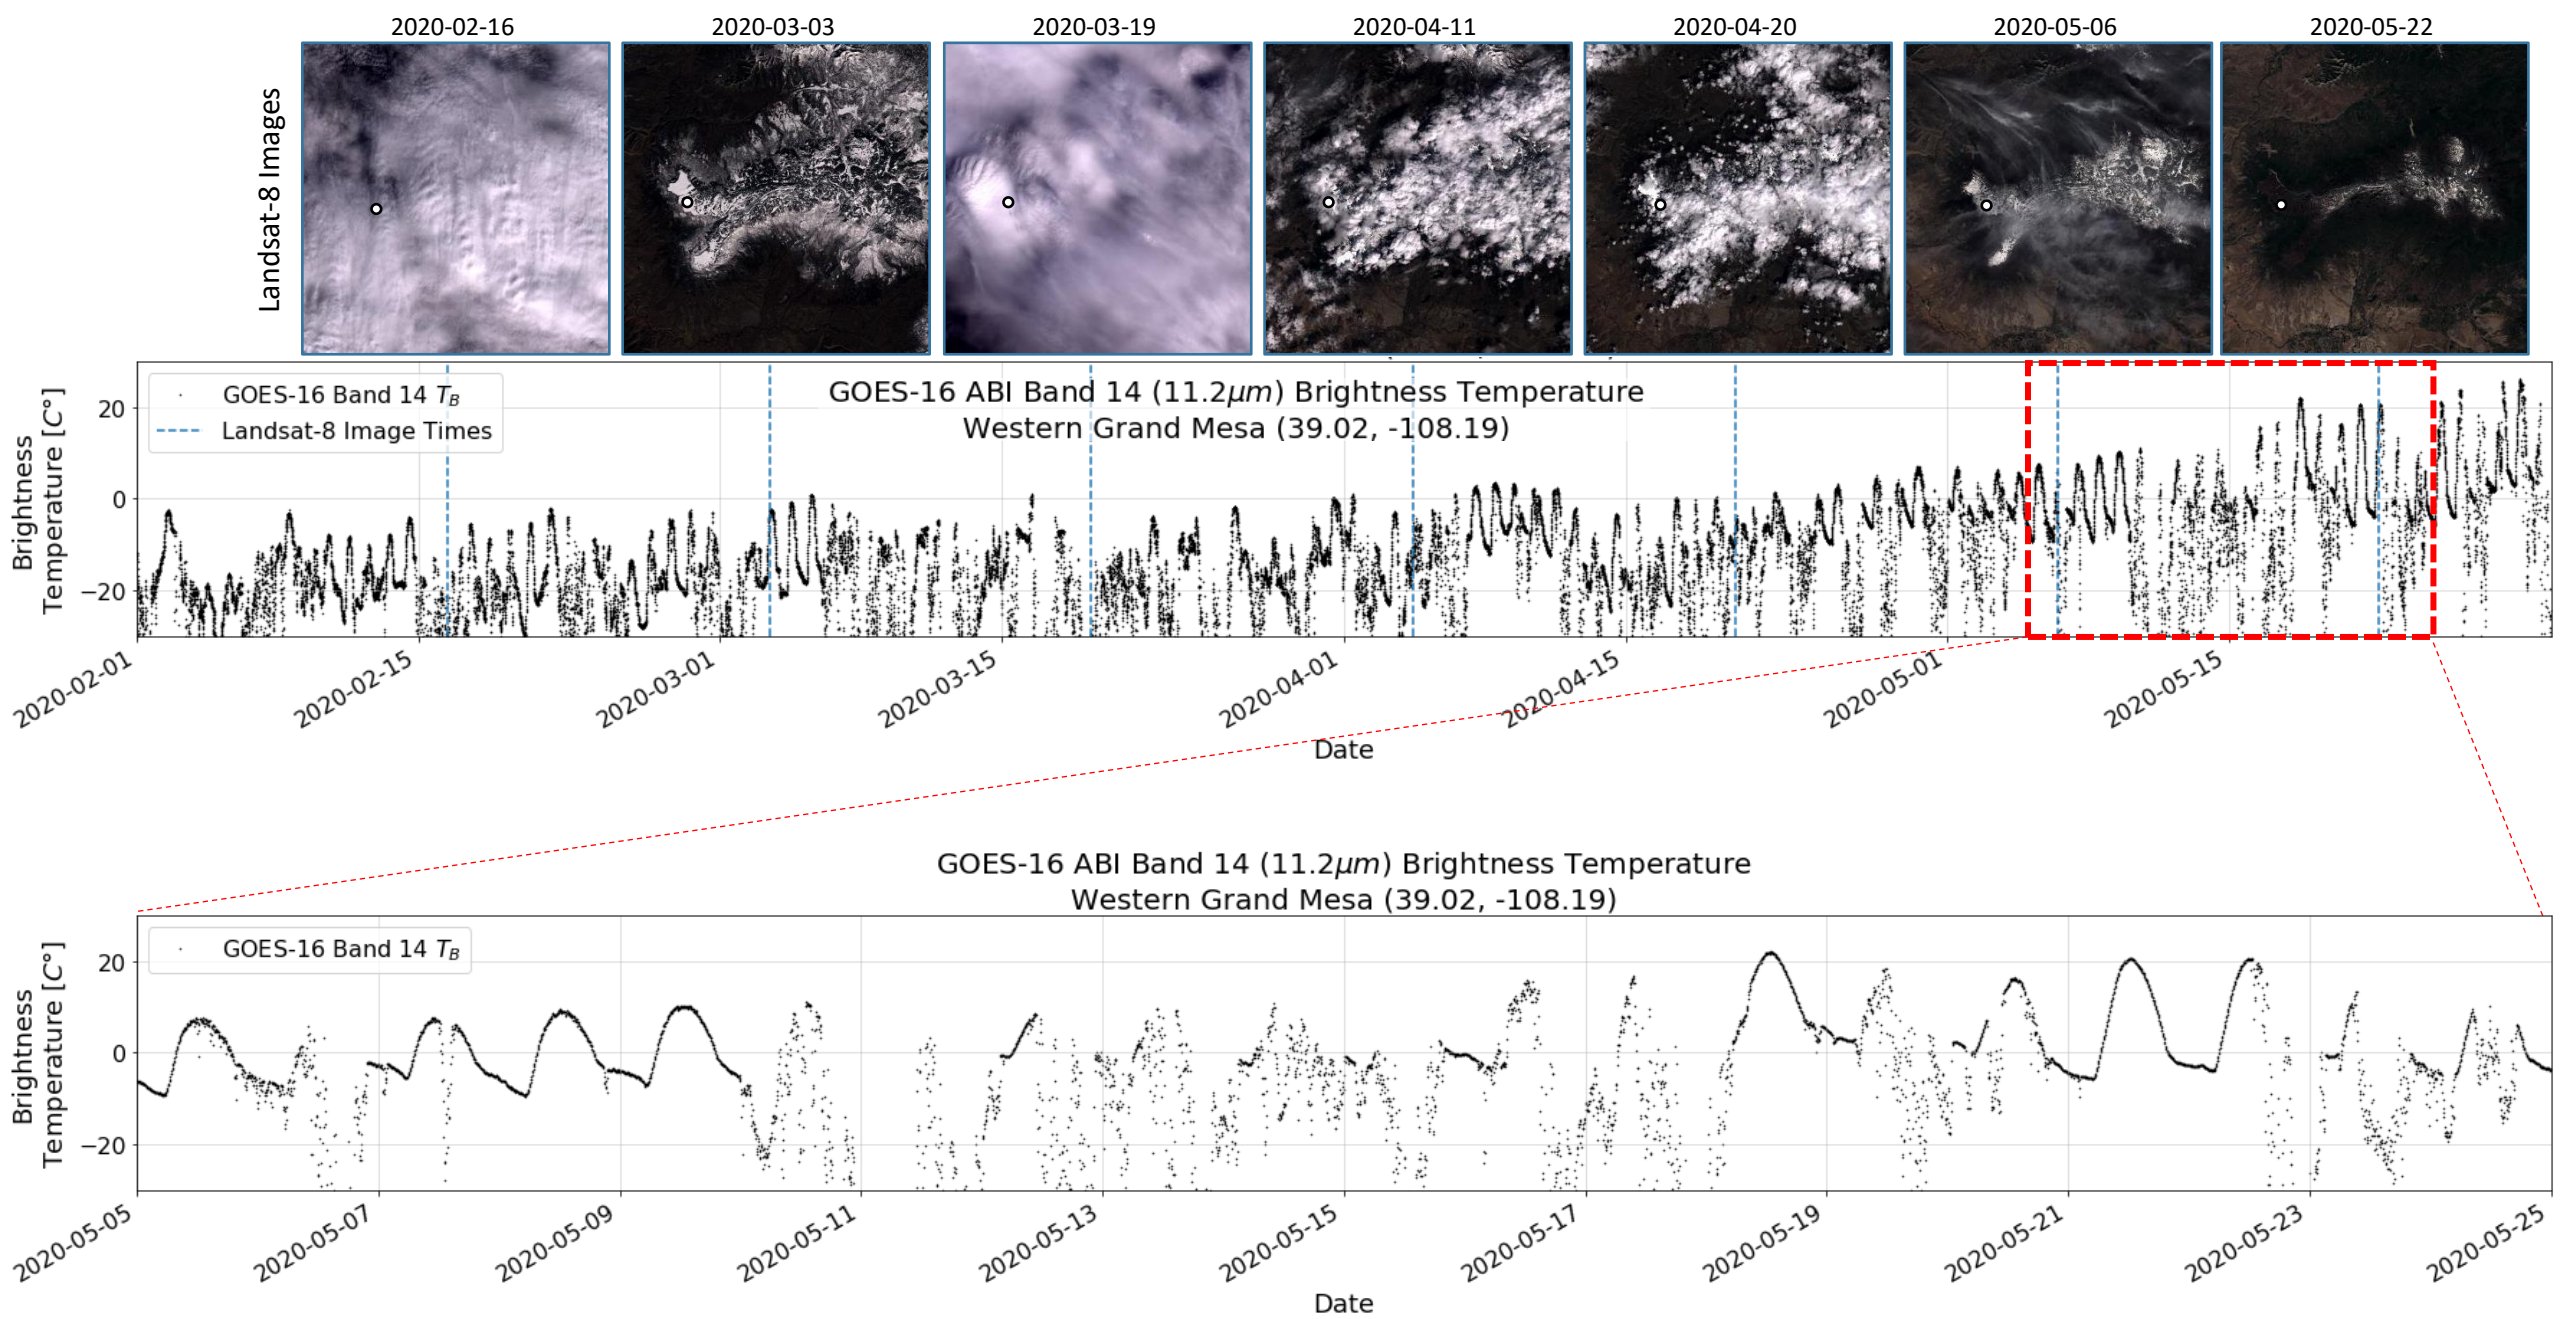 2020-02-16 2020-03-03 2020-03-19 2020-04-11 2020-04-20 2020-05-06 2020-05-22
Landsat-8 Images
GOES-16 ABI Band 14 (11.2μm) Brightness Temperature
Western Grand Mesa (39.02, -108.19)
GOES-16 Band 14 T_B
Landsat-8 Image Times
Brightness
Temperature [C°]
20
0
−20
2020-02-01 2020-02-15 2020-03-01 2020-03-15 2020-04-01 2020-04-15 2020-05-01 2020-05-15
Date
GOES-16 ABI Band 14 (11.2μm) Brightness Temperature
Western Grand Mesa (39.02, -108.19)
GOES-16 Band 14 T_B
Brightness
Temperature [C°]
20
0
−20
2020-05-05 2020-05-07 2020-05-09 2020-05-11 2020-05-13 2020-05-15 2020-05-17 2020-05-19 2020-05-21 2020-05-23 2020-05-25
Date